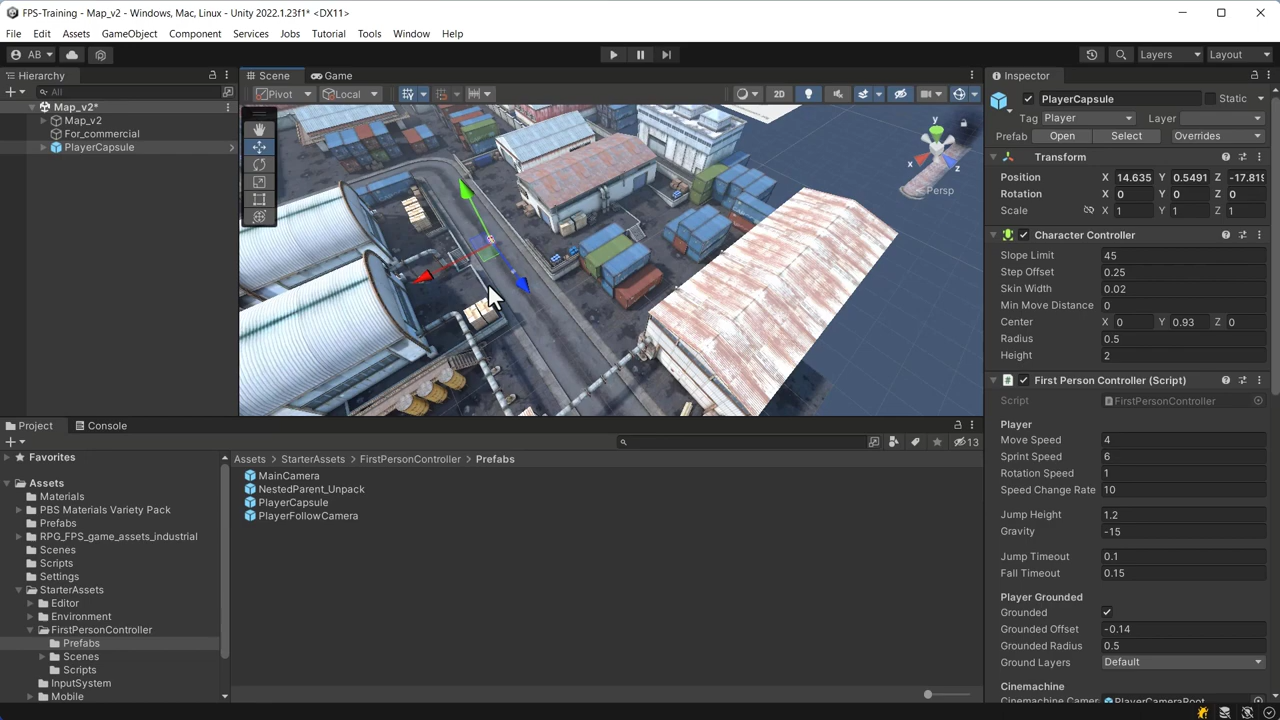 FPS-Training - Map_v2 - Windows, Mac, Linux - Unity 2022.1.23f1* <DX11>
File Edit Assets GameObject Component Services Jobs Tutorial Tools Window Help
AB Layers Layout
Hierarchy
All
Map_v2*
Map_v2
For_commercial
PlayerCapsule
Scene Game
Pivot Local 2D
y
x
z
Persp
Inspector
PlayerCapsule Static
Tag Player Layer
Prefab Open Select Overrides
Transform
Position X 14.635 Y 0.5491 Z -17.819
Rotation X 0 Y 0 Z 0
Scale X 1 Y 1 Z 1
Character Controller
Slope Limit 45
Step Offset 0.25
Skin Width 0.02
Min Move Distance 0
Center X 0 Y 0.93 Z 0
Radius 0.5
Height 2
First Person Controller (Script)
Script FirstPersonController
Player
Move Speed 4
Sprint Speed 6
Rotation Speed 1
Speed Change Rate 10
Jump Height 1.2
Gravity -15
Jump Timeout 0.1
Fall Timeout 0.15
Player Grounded
Grounded
Grounded Offset -0.14
Grounded Radius 0.5
Ground Layers Default
Cinemachine
Cinemachine Came PlayerCameraRoot
Project Console
13
Favorites
Assets
Materials
PBS Materials Variety Pack
Prefabs
RPG_FPS_game_assets_industrial
Scenes
Scripts
Settings
StarterAssets
Editor
Environment
FirstPersonController
Prefabs
Scenes
Scripts
InputSystem
Mobile
Assets > StarterAssets > FirstPersonController > Prefabs
MainCamera
NestedParent_Unpack
PlayerCapsule
PlayerFollowCamera